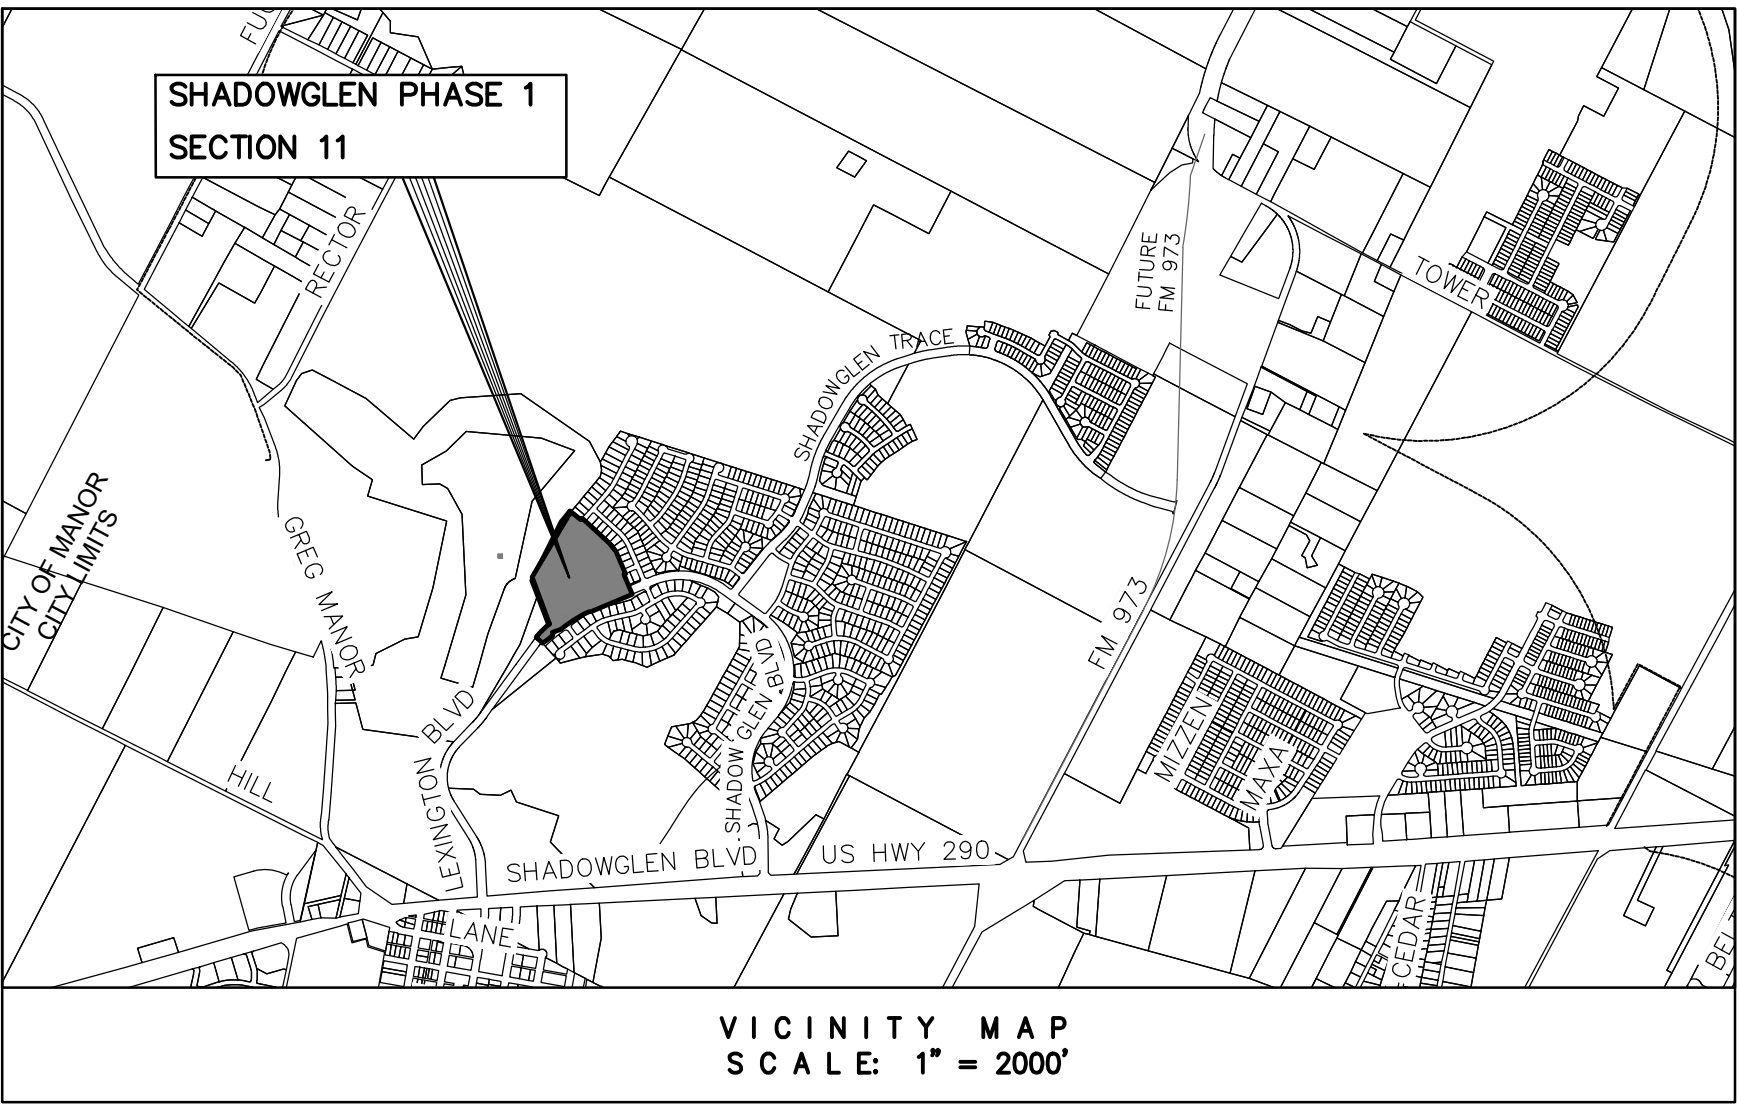 SHADOWGLEN PHASE 1
SECTION 11
RECTOR
FUTURE
FM 973
TOWER
SHADOWGLEN TRACE
CITY OF MANOR
CITY LIMITS
GREG MANOR
FM 973
LEXINGTON BLVD
SHADOW GLEN BLVD
MIZZEN
MAXA
HILL
SHADOWGLEN BLVD
US HWY 290
LANE
CEDAR
VICINITY MAP
SCALE: 1" = 2000'